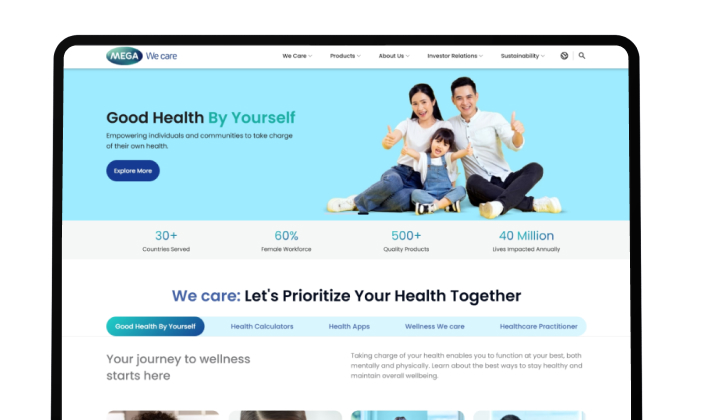 MEGA We care
We Care
Products
About Us
Investor Relations
Sustainability
Good Health By Yourself
Empowering individuals and communities to take charge
of their own health.
Explore More
30+
60%
500+
40 Million
Countries Served
Female Workforce
Quality Products
Lives Impacted Annually
We care: Let's Prioritize Your Health Together
Good Health By Yourself
Health Calculators
Health Apps
Wellness We care
Healthcare Practitioner
Your journey to wellness
starts here
Taking charge of your health enables you to function at your best, both
mentally and physically. Learn about the best ways to stay healthy and
maintain overall wellbeing.